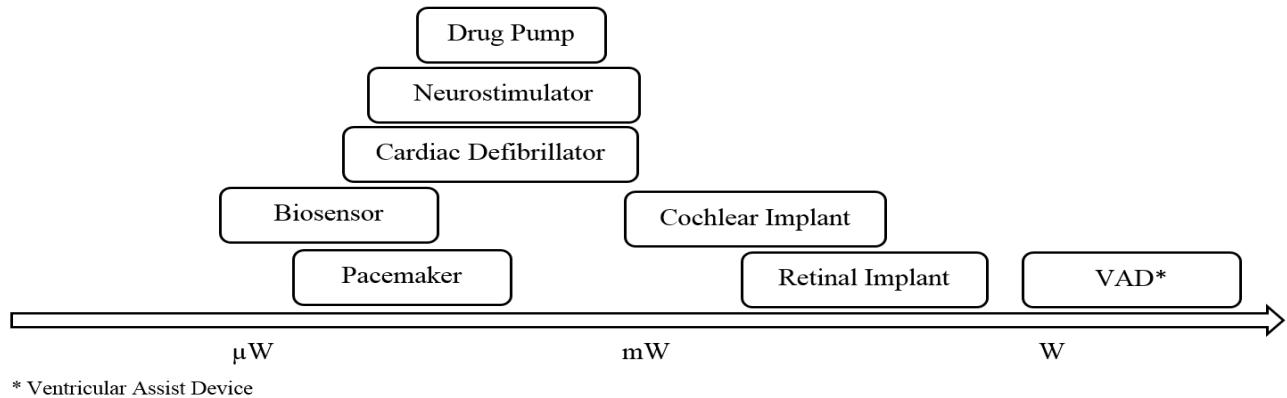 Drug Pump
Neurostimulator
Cardiac Defibrillator
Biosensor
Cochlear Implant
Pacemaker
Retinal Implant
VAD*
µW
mW
W
* Ventricular Assist Device